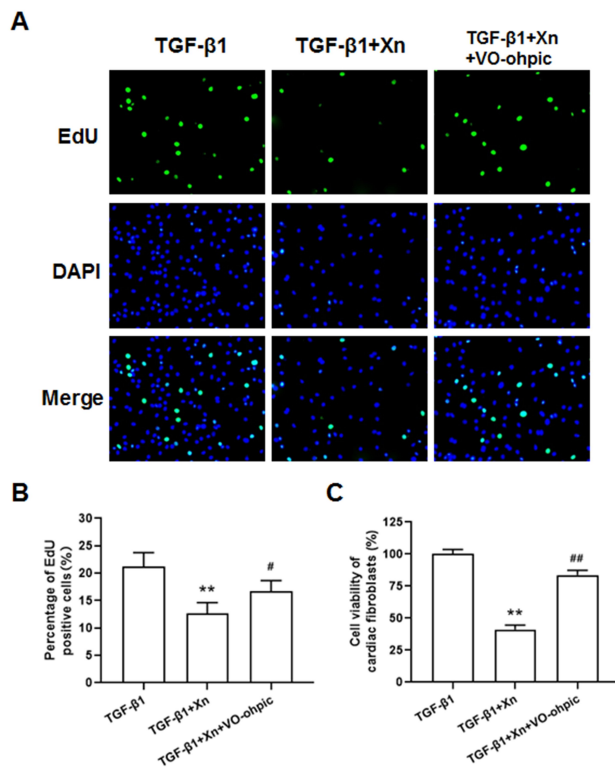 A
TGF-β1
TGF-β1+Xn
TGF-β1+Xn
+VO-ohpic
EdU
DAPI
Merge
B
Percentage of EdU
positive cells(%)
30
25
20
15
10
5
0
**
#
TGF-β1
TGF-β1+Xn
TGF-β1+Xn+VO-ohpic
C
Cell viability of
cardiac fibroblasts (%)
125
100
75
50
25
0
**
##
TGF-β1
TGF-β1+Xn
TGF-β1+Xn+VO-ohpic